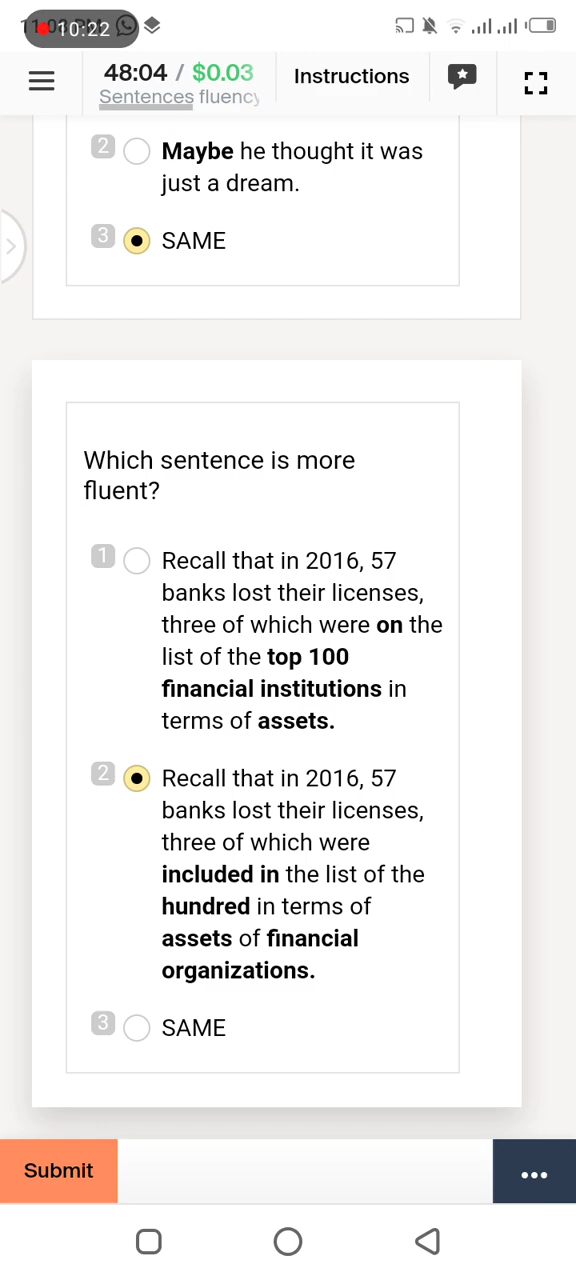 10:22
48:04 / $0.03
Instructions
Sentences fluency
2
Maybe he thought it was
just a dream.
3
SAME
Which sentence is more
fluent?
1
Recall that in 2016, 57
banks lost their licenses,
three of which were on the
list of the top 100
financial institutions in
terms of assets.
2
Recall that in 2016, 57
banks lost their licenses,
three of which were
included in the list of the
hundred in terms of
assets of financial
organizations.
3
SAME
Submit